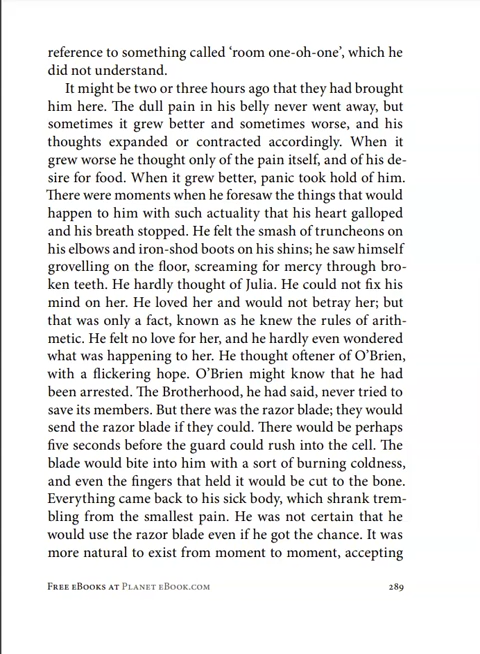 reference to something called ‘room one-oh-one’, which he
did not understand.
It might be two or three hours ago that they had brought
him here. The dull pain in his belly never went away, but
sometimes it grew better and sometimes worse, and his
thoughts expanded or contracted accordingly. When it
grew worse he thought only of the pain itself, and of his de-
sire for food. When it grew better, panic took hold of him.
There were moments when he foresaw the things that would
happen to him with such actuality that his heart galloped
and his breath stopped. He felt the smash of truncheons on
his elbows and iron-shod boots on his shins; he saw himself
grovelling on the floor, screaming for mercy through bro-
ken teeth. He hardly thought of Julia. He could not fix his
mind on her. He loved her and would not betray her; but
that was only a fact, known as he knew the rules of arith-
metic. He felt no love for her, and he hardly even wondered
what was happening to her. He thought oftener of O’Brien,
with a flickering hope. O’Brien might know that he had
been arrested. The Brotherhood, he had said, never tried to
save its members. But there was the razor blade; they would
send the razor blade if they could. There would be perhaps
five seconds before the guard could rush into the cell. The
blade would bite into him with a sort of burning coldness,
and even the fingers that held it would be cut to the bone.
Everything came back to his sick body, which shrank trem-
bling from the smallest pain. He was not certain that he
would use the razor blade even if he got the chance. It was
more natural to exist from moment to moment, accepting
Free eBooks at Planet eBook.com 289